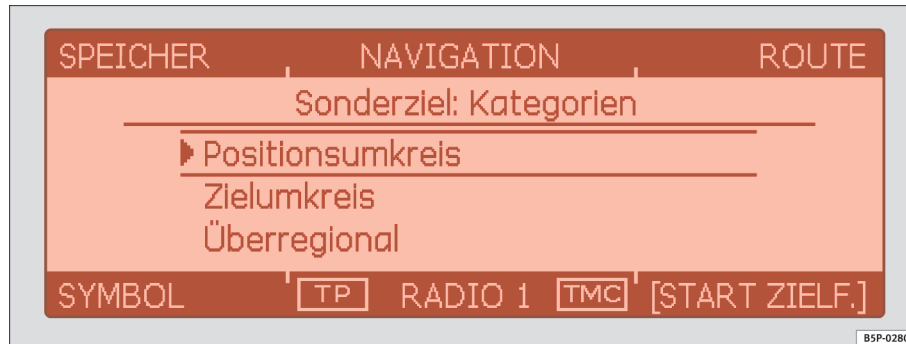 SPEICHER NAVIGATION ROUTE
Sonderziel: Kategorien
Positionsumkreis
Zielumkreis
Überregional
SYMBOL TP RADIO 1 TMC [START ZIELF.]
B5P-0280